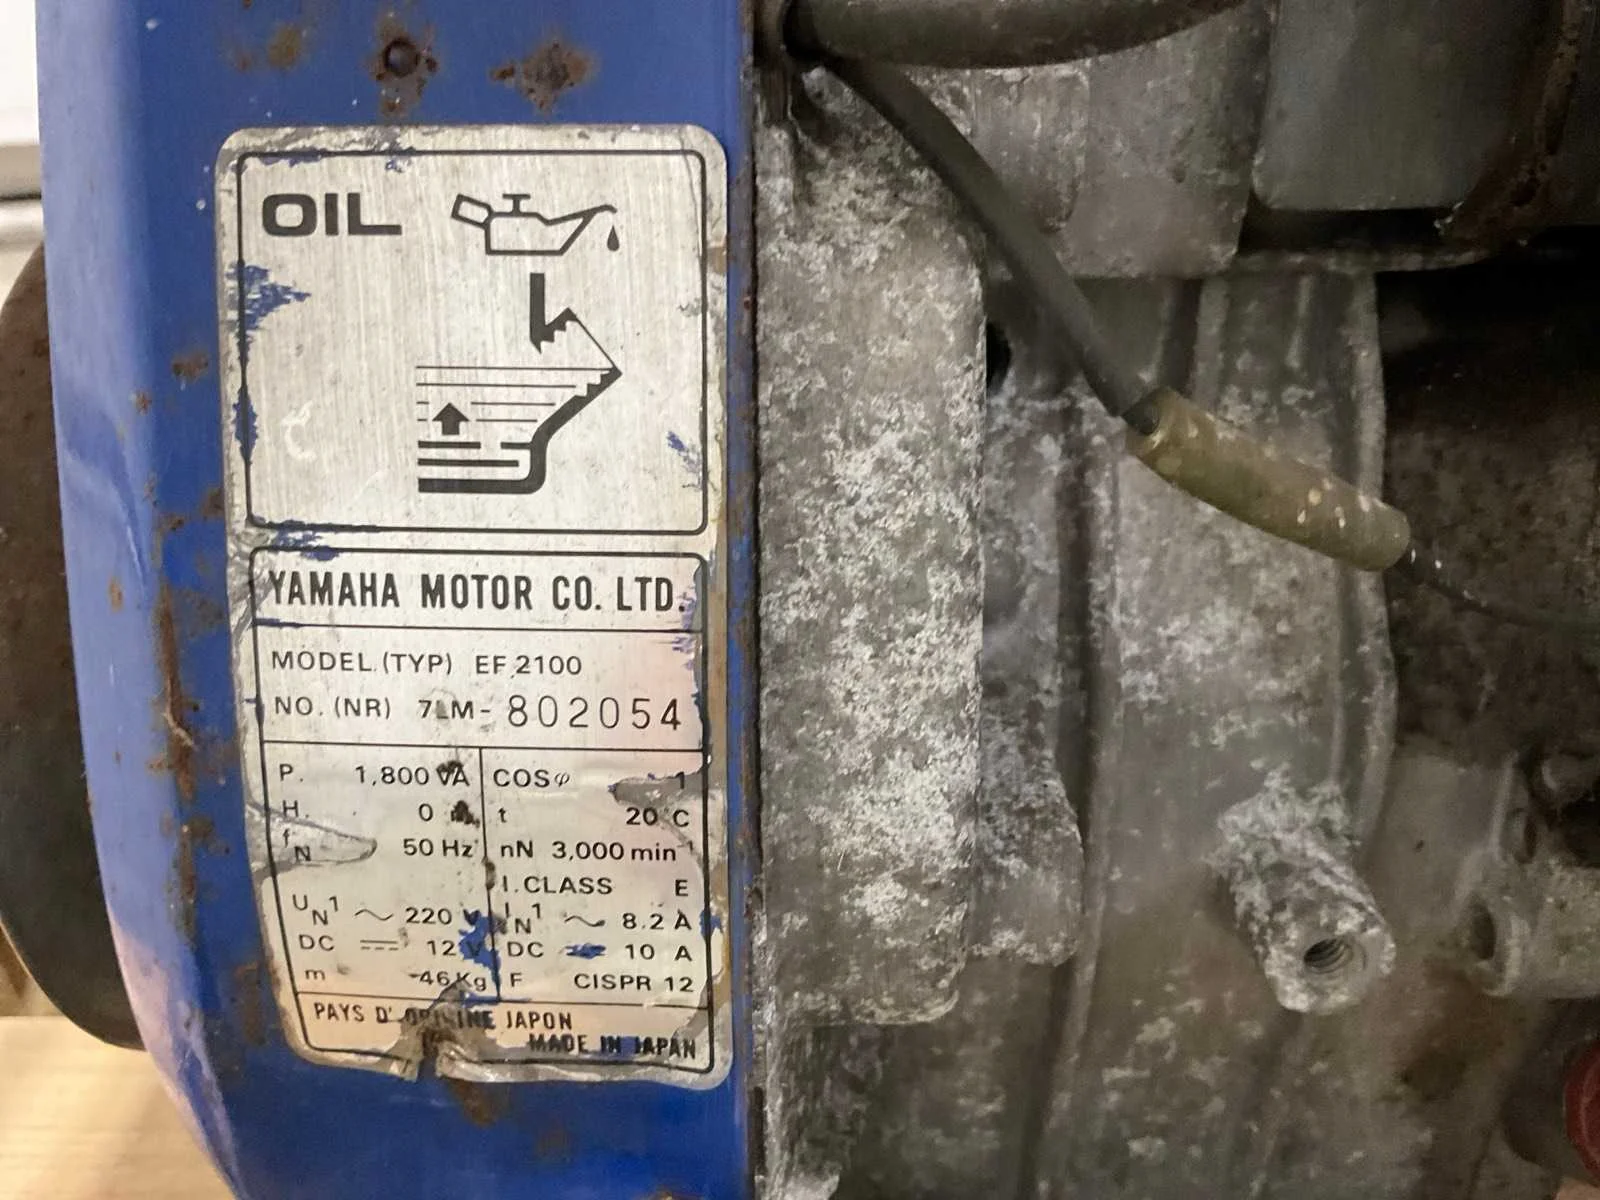 OIL
YAMAHA MOTOR CO. LTD.
MODEL.(TYP) EF 2100
NO. (NR) 7LM-802054
P. 1,800 VA COSφ 1
H. 0 t 20°C
fN 50 Hz nN 3,000 min⁻¹
I. CLASS E
UN¹ ~ 220 V IN¹ ~ 8.2 A
DC ⎓ 12 V DC 10 A
m 46 Kg F CISPR 12
PAYS D' ORIGINE JAPON
MADE IN JAPAN